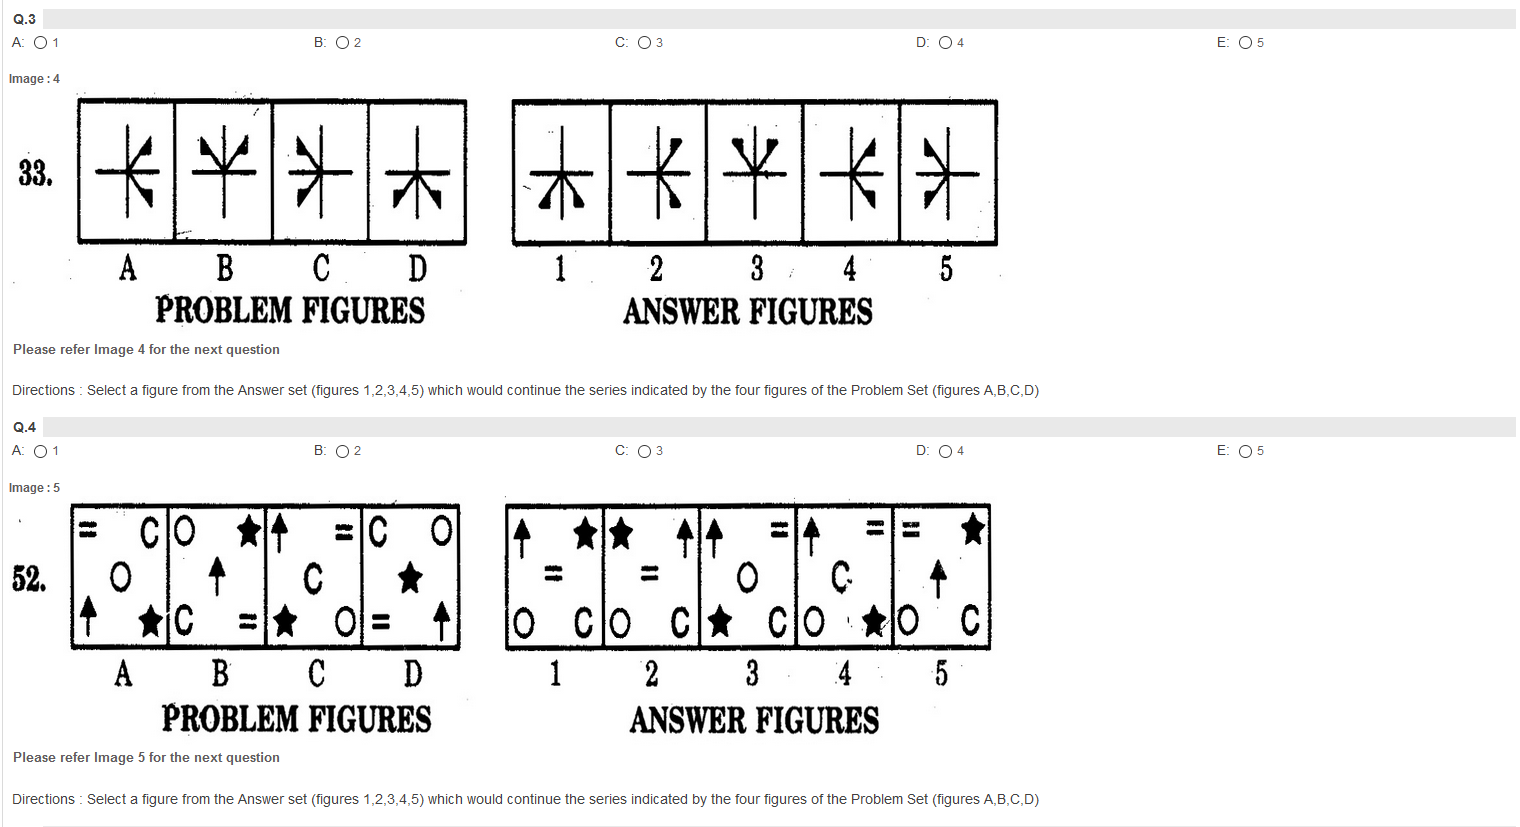 Q.3
A: 1 B: 2 C: 3 D: 4 E: 5
Image : 4
33.
A B C D 1 2 3 4 5
PROBLEM FIGURES ANSWER FIGURES
Please refer Image 4 for the next question
Directions : Select a figure from the Answer set (figures 1,2,3,4,5) which would continue the series indicated by the four figures of the Problem Set (figures A,B,C,D)
Q.4
A: 1 B: 2 C: 3 D: 4 E: 5
Image : 5
= C O ★ ↑ = C O ↑ ★ ★ ↑ ↑ = ↑ = = ★
52. O ↑ C ★ = = O C ↑
↑ ★ C = ★ O = ↑ O C O C ★ C O ★ O C
A B C D 1 2 3 4 5
PROBLEM FIGURES ANSWER FIGURES
Please refer Image 5 for the next question
Directions : Select a figure from the Answer set (figures 1,2,3,4,5) which would continue the series indicated by the four figures of the Problem Set (figures A,B,C,D)